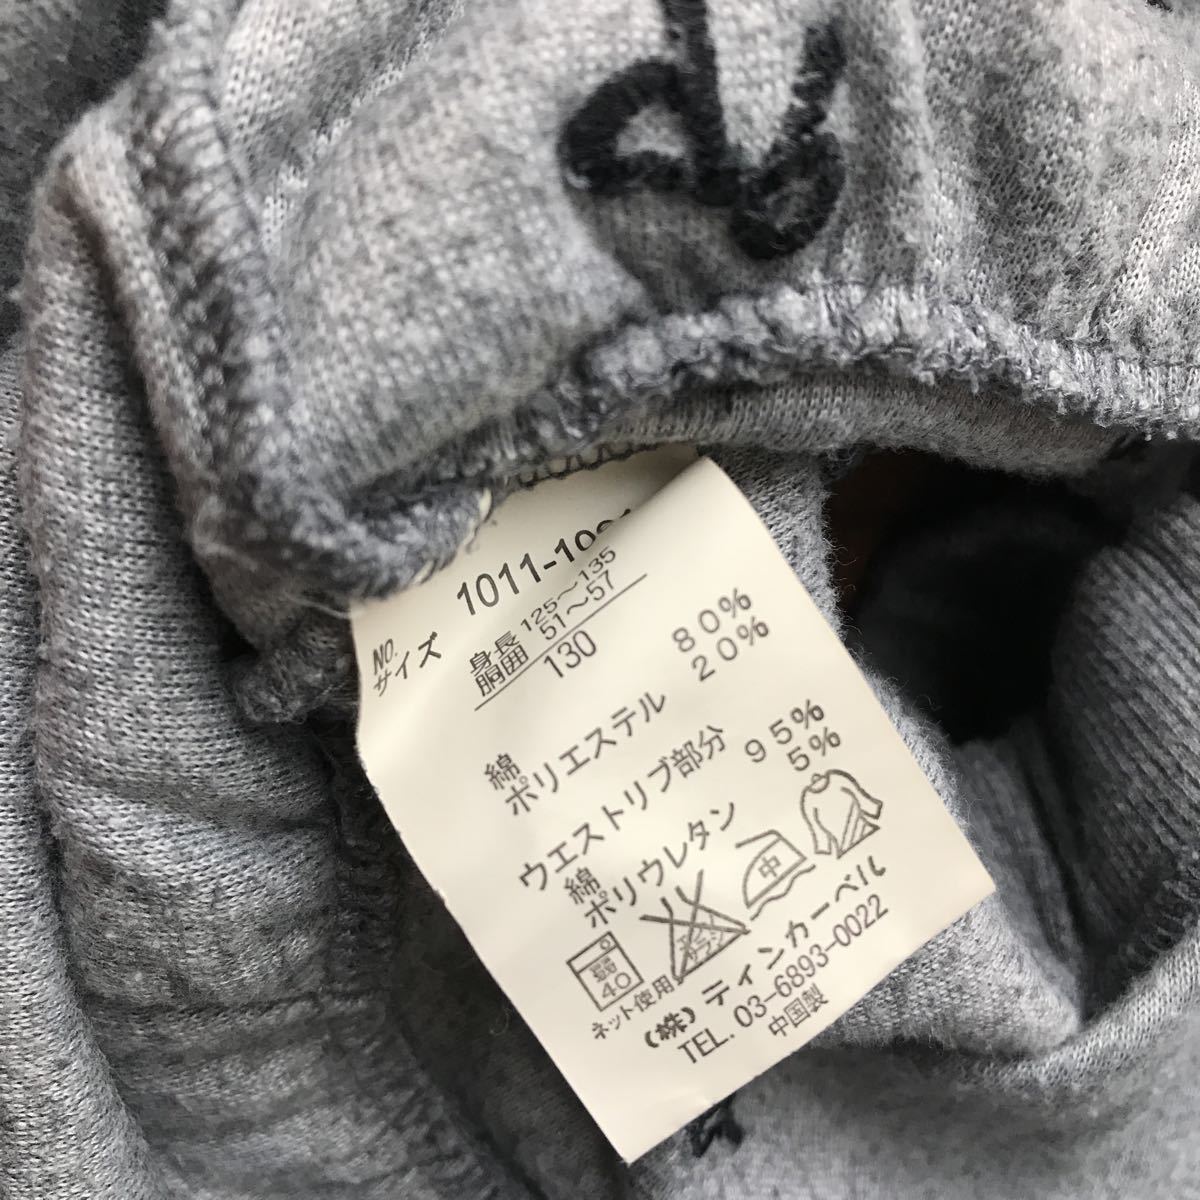 NO.
サイズ
身長 125～135
胴囲 51～57
130
綿 80%
ポリエステル 20%
ウエストリブ部分
綿 95%
ポリウレタン 5%
弱
40
中
ネット使用
(株)ティンカーベル
TEL. 03-6893-0022
中国製